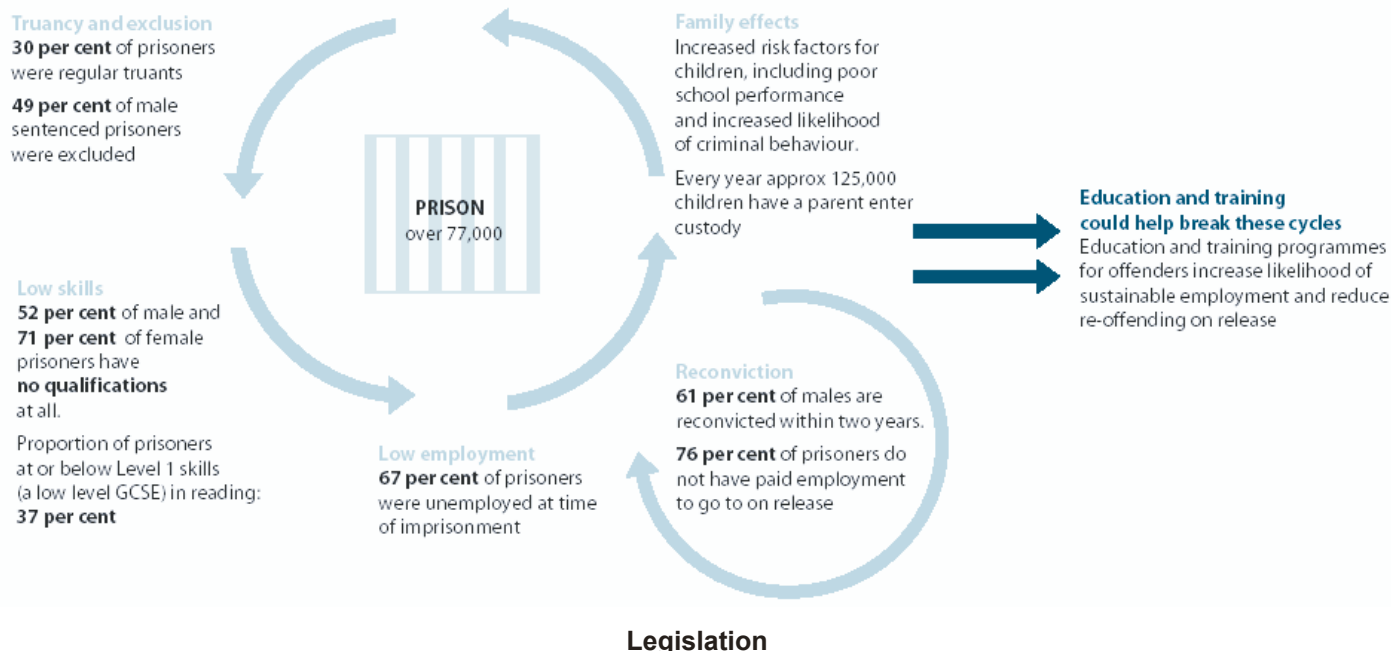 Truancy and exclusion
30 per cent of prisoners
were regular truants
49 per cent of male
sentenced prisoners
were excluded
Low skills
52 per cent of male and
71 per cent of female
prisoners have
no qualifications
at all.
Proportion of prisoners
at or below Level 1 skills
(a low level GCSE) in reading:
37 per cent
PRISON
over 77,000
Low employment
67 per cent of prisoners
were unemployed at time
of imprisonment
Family effects
Increased risk factors for
children, including poor
school performance
and increased likelihood
of criminal behaviour.
Every year approx 125,000
children have a parent enter
custody
Reconviction
61 per cent of males are
reconvicted within two years.
76 per cent of prisoners do
not have paid employment
to go to on release
Education and training
could help break these cycles
Education and training programmes
for offenders increase likelihood of
sustainable employment and reduce
re-offending on release
Legislation